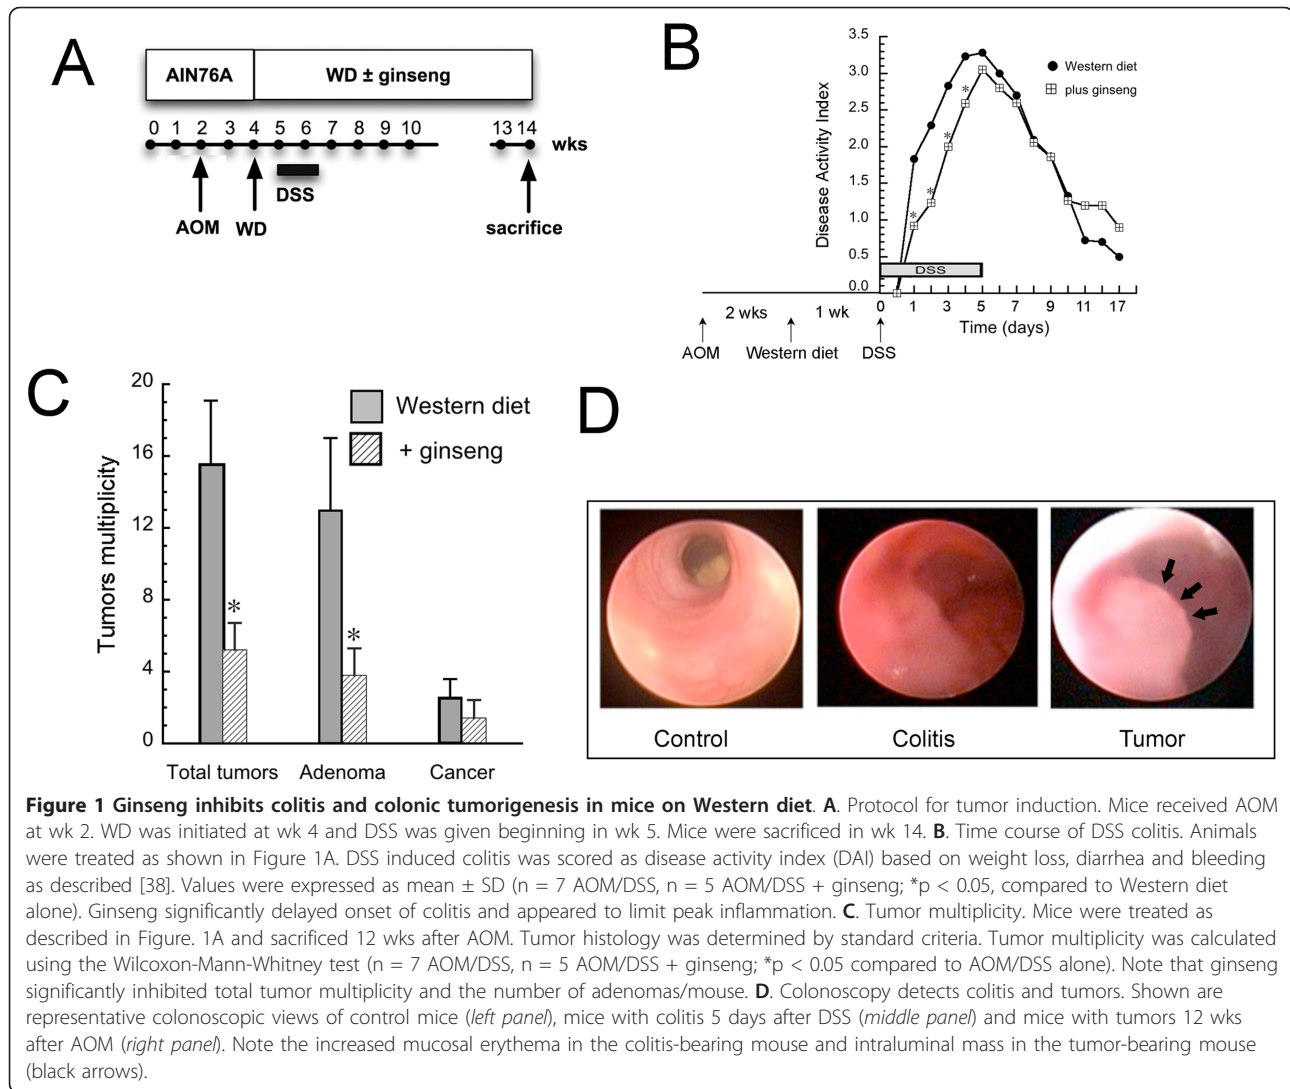 A
AIN76A
WD ± ginseng
0 1 2 3 4 5 6 7 8 9 10 13 14 wks
DSS
AOM WD sacrifice
B
3.5
3.0
2.5
2.0
1.5
1.0
0.5
0.0
Disease Activity Index
Western diet
plus ginseng
*
*
*
*
DSS
0 1 3 5 7 9 11 17
Time (days)
2 wks 1 wk
AOM Western diet DSS
C
20
16
12
8
4
0
Tumors multiplicity
Western diet
+ ginseng
*
*
Total tumors Adenoma Cancer
D
Control Colitis Tumor
Figure 1 Ginseng inhibits colitis and colonic tumorigenesis in mice on Western diet. A. Protocol for tumor induction. Mice received AOM
at wk 2. WD was initiated at wk 4 and DSS was given beginning in wk 5. Mice were sacrificed in wk 14. B. Time course of DSS colitis. Animals
were treated as shown in Figure 1A. DSS induced colitis was scored as disease activity index (DAI) based on weight loss, diarrhea and bleeding
as described [38]. Values were expressed as mean ± SD (n = 7 AOM/DSS, n = 5 AOM/DSS + ginseng; *p < 0.05, compared to Western diet
alone). Ginseng significantly delayed onset of colitis and appeared to limit peak inflammation. C. Tumor multiplicity. Mice were treated as
described in Figure. 1A and sacrificed 12 wks after AOM. Tumor histology was determined by standard criteria. Tumor multiplicity was calculated
using the Wilcoxon-Mann-Whitney test (n = 7 AOM/DSS, n = 5 AOM/DSS + ginseng; *p < 0.05 compared to AOM/DSS alone). Note that ginseng
significantly inhibited total tumor multiplicity and the number of adenomas/mouse. D. Colonoscopy detects colitis and tumors. Shown are
representative colonoscopic views of control mice (left panel), mice with colitis 5 days after DSS (middle panel) and mice with tumors 12 wks
after AOM (right panel). Note the increased mucosal erythema in the colitis-bearing mouse and intraluminal mass in the tumor-bearing mouse
(black arrows).